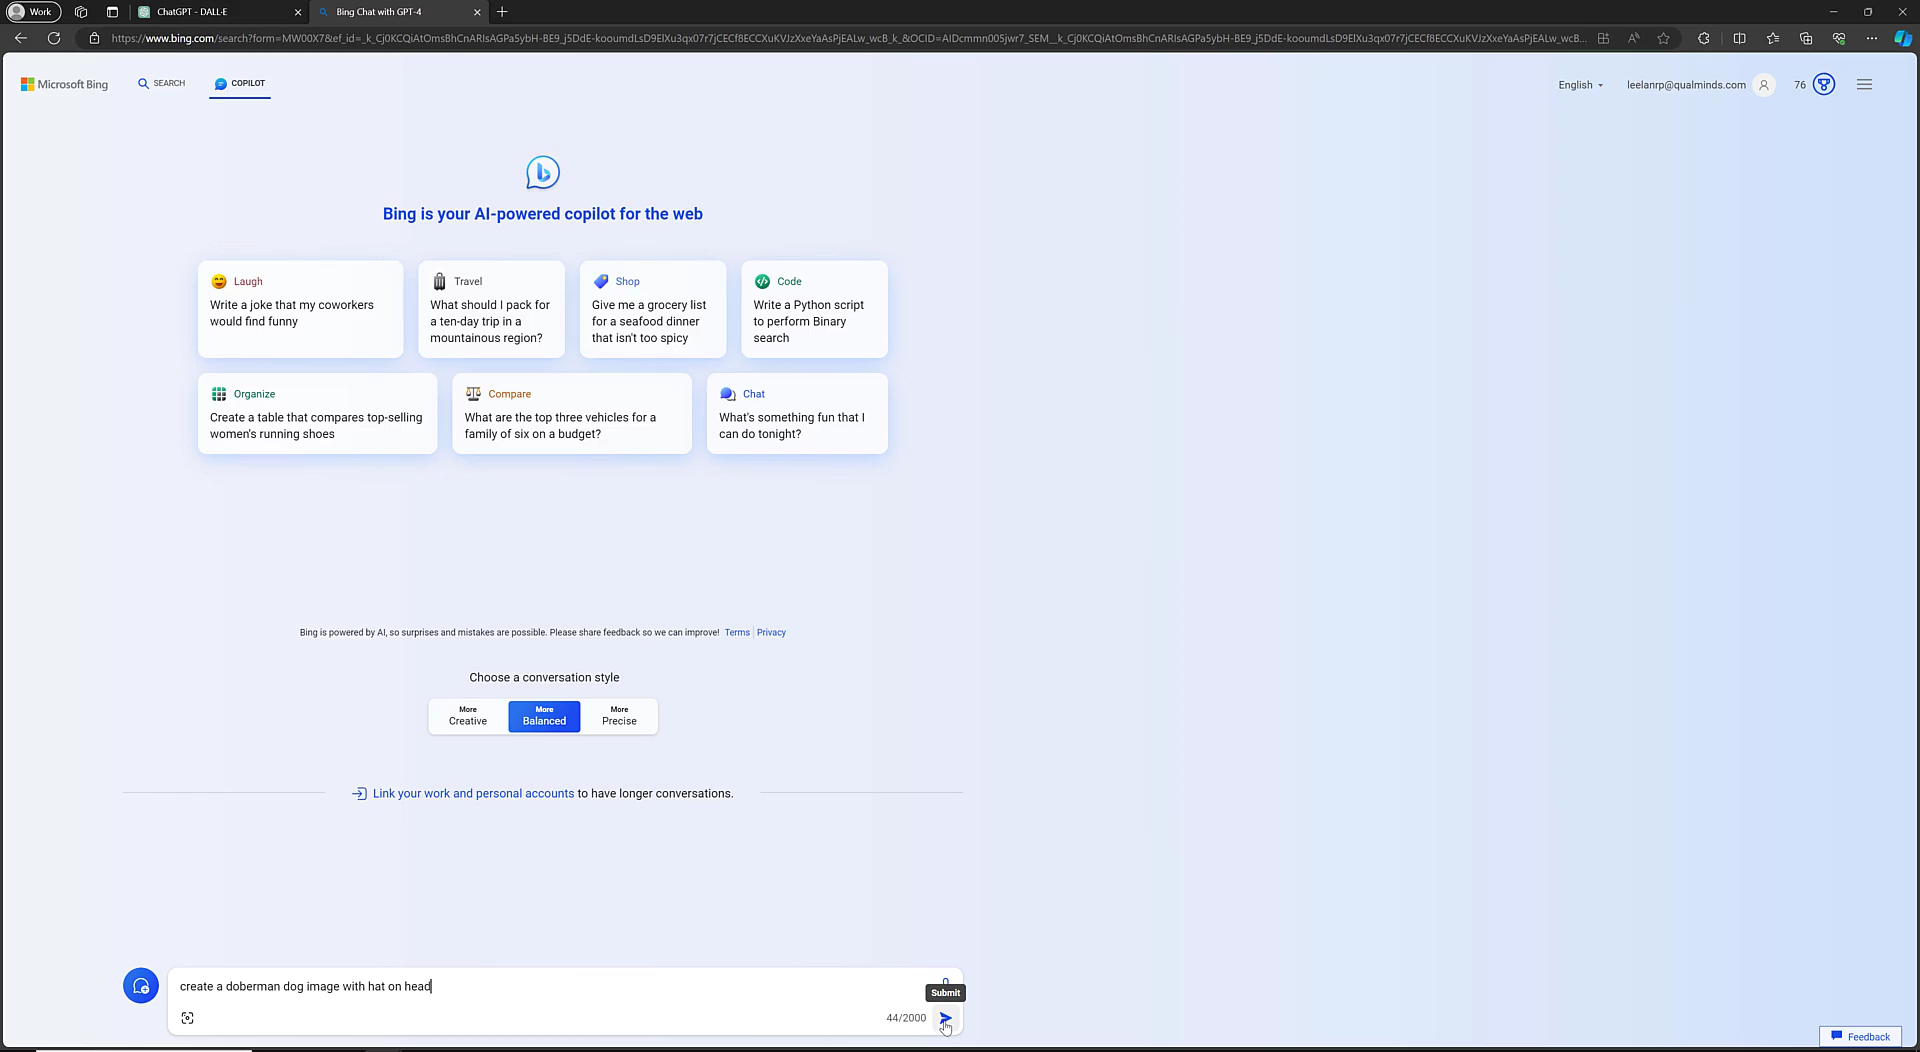 Work
ChatGPT - DALL·E
Bing Chat with GPT-4
Microsoft Bing
SEARCH
COPILOT
English
leelanrp@qualminds.com
76
Bing is your AI-powered copilot for the web
Laugh
Write a joke that my coworkers
would find funny
Travel
What should I pack for
a ten-day trip in a
mountainous region?
Shop
Give me a grocery list
for a seafood dinner
that isn't too spicy
Code
Write a Python script
to perform Binary
search
Organize
Create a table that compares top-selling
women's running shoes
Compare
What are the top three vehicles for a
family of six on a budget?
Chat
What's something fun that I
can do tonight?
Bing is powered by AI, so surprises and mistakes are possible. Please share feedback so we can improve! Terms | Privacy
Choose a conversation style
More
Creative
More
Balanced
More
Precise
Link your work and personal accounts to have longer conversations.
create a doberman dog image with hat on head
Submit
44/2000
Feedback